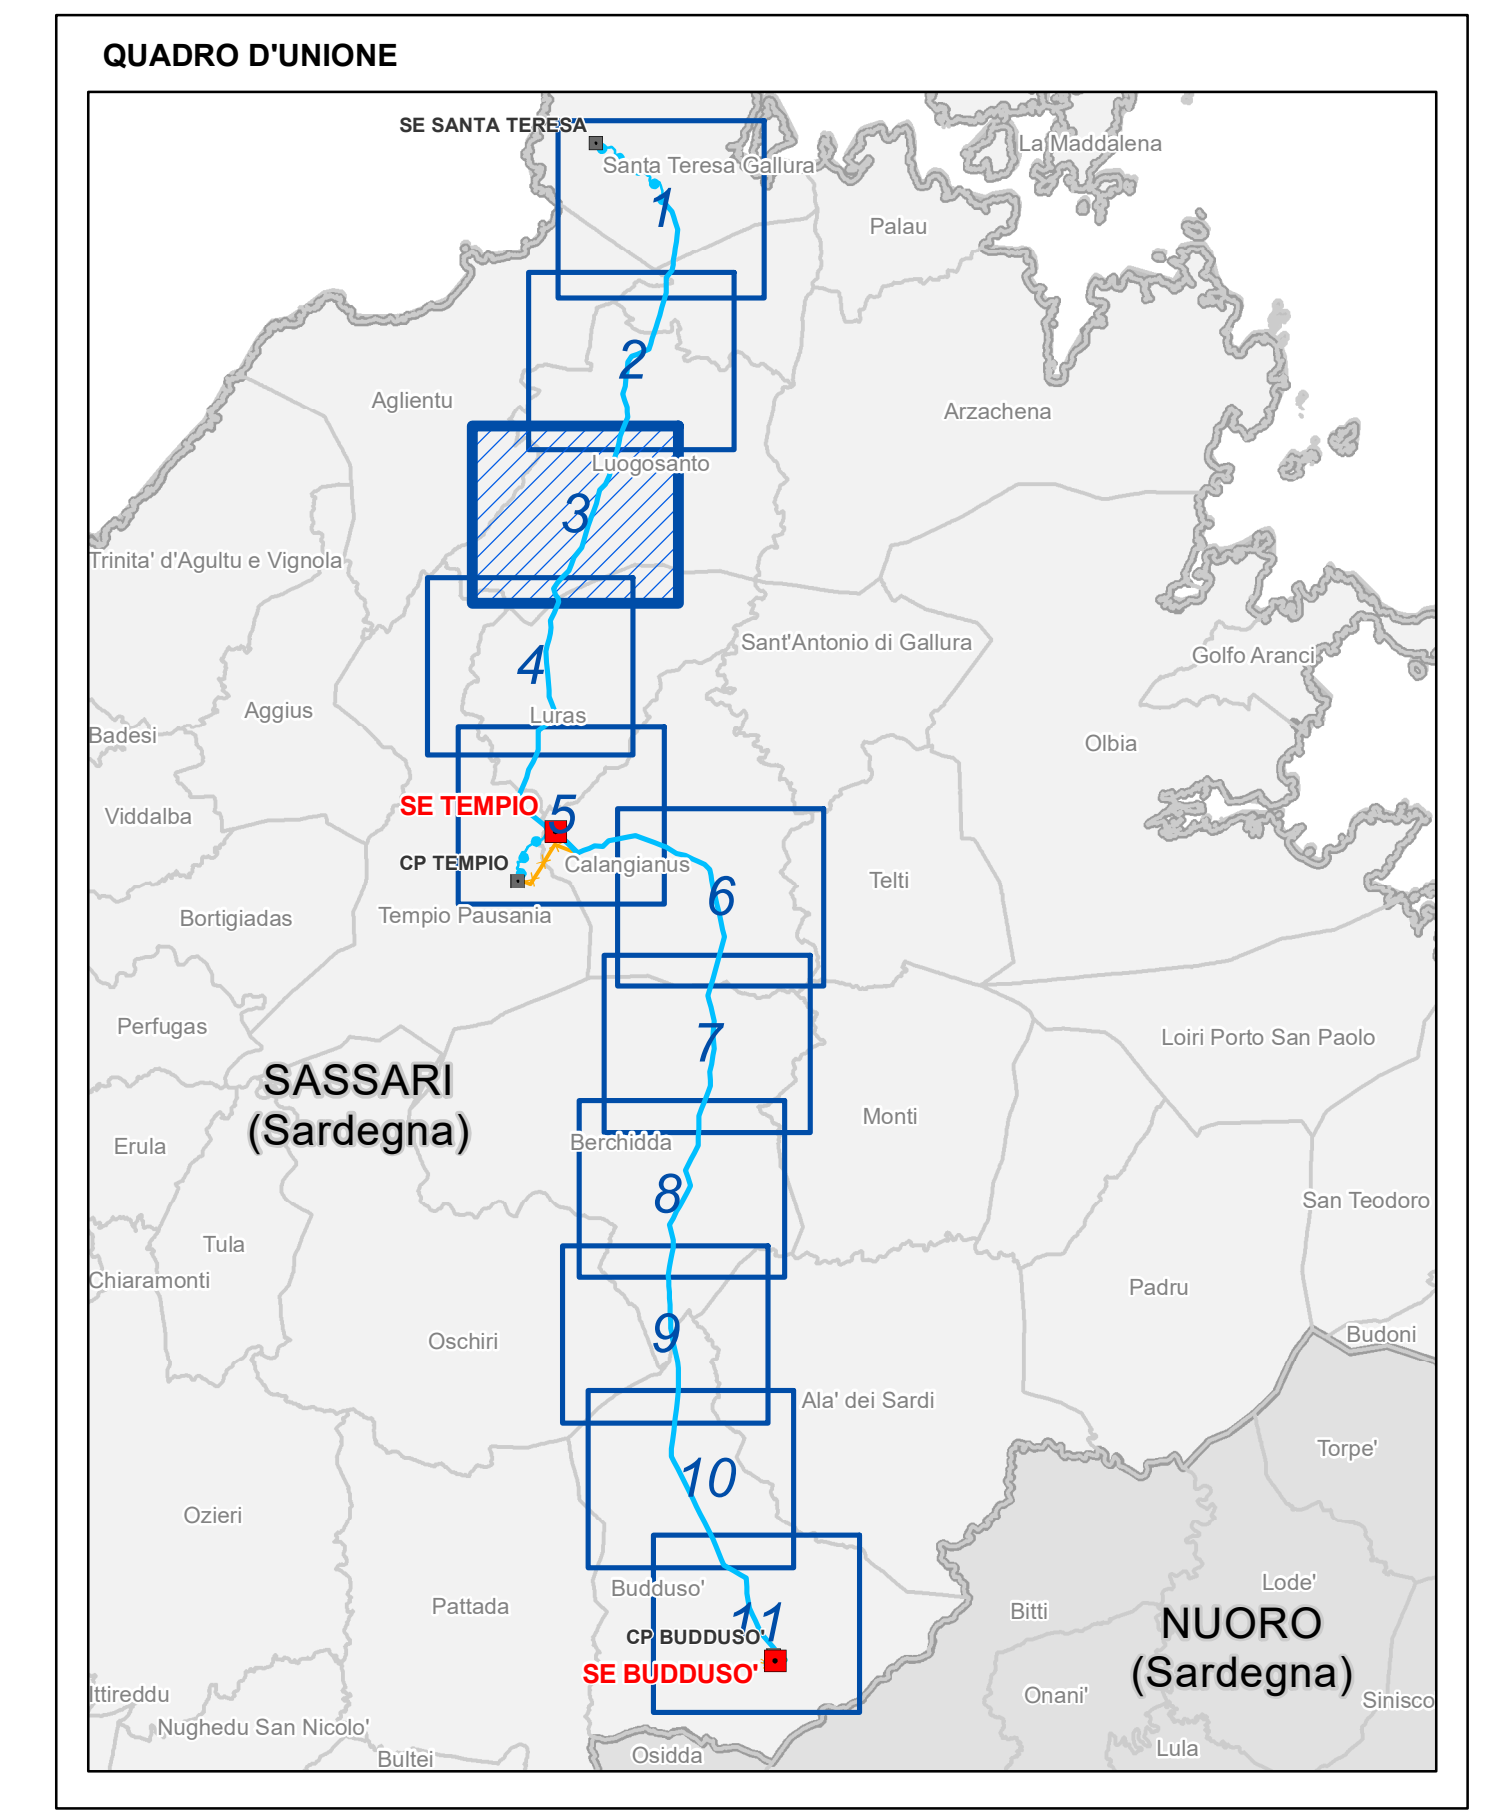 QUADRO D'UNIONE
SE SANTA TERESA
La Maddalena
Santa Teresa Gallura
1
Palau
2
Aglientu
Arzachena
Luogosanto
3
Trinita' d'Agultu e Vignola
Sant'Antonio di Gallura
Golfo Aranci
4
Aggius
Luras
Badesi
Olbia
SE TEMPIO
5
Viddalba
CP TEMPIO
Calangianus
Telti
6
Tempio Pausania
Bortigiadas
Perfugas
Loiri Porto San Paolo
7
SASSARI
(Sardegna)
Monti
Erula
Berchidda
8
San Teodoro
Tula
Chiaramonti
Padru
9
Oschiri
Budoni
Ala' dei Sardi
Torpe'
10
Ozieri
Lode'
Budduso'
Pattada
Bitti
11
NUORO
(Sardegna)
CP BUDDUSO'
SE BUDDUSO'
Ittireddu
Onani'
Sinisco
Nughedu San Nicolo'
Lula
Osidda
Bultei